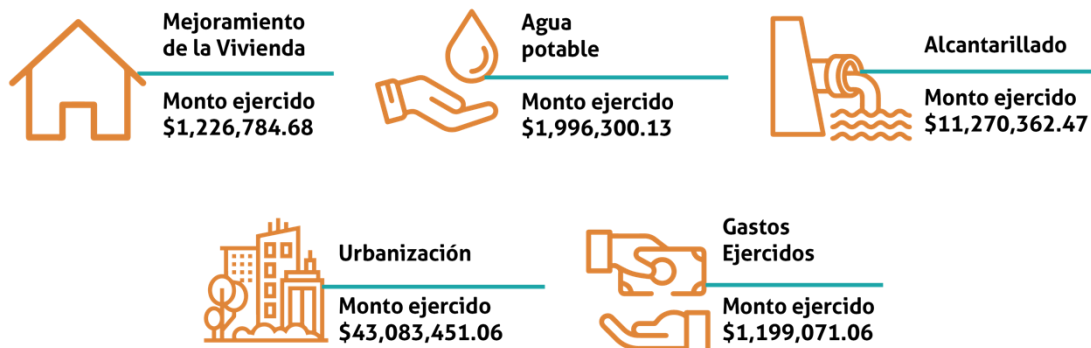 Mejoramiento
de la Vivienda
Monto ejercido
$1,226,784.68
Agua
potable
Monto ejercido
$1,996,300.13
Alcantarillado
Monto ejercido
$11,270,362.47
Urbanización
Monto ejercido
$43,083,451.06
Gastos
Ejercidos
Monto ejercido
$1,199,071.06